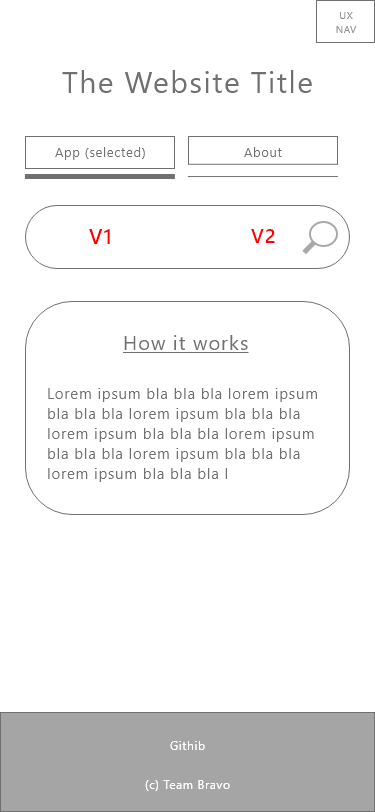 UX
NAV
The Website Title
App (selected)
About
V1
V2
How it works
Lorem ipsum bla bla bla lorem ipsum
bla bla bla lorem ipsum bla bla bla
lorem ipsum bla bla bla lorem ipsum
bla bla bla lorem ipsum bla bla bla
lorem ipsum bla bla bla l
Githib
(c) Team Bravo